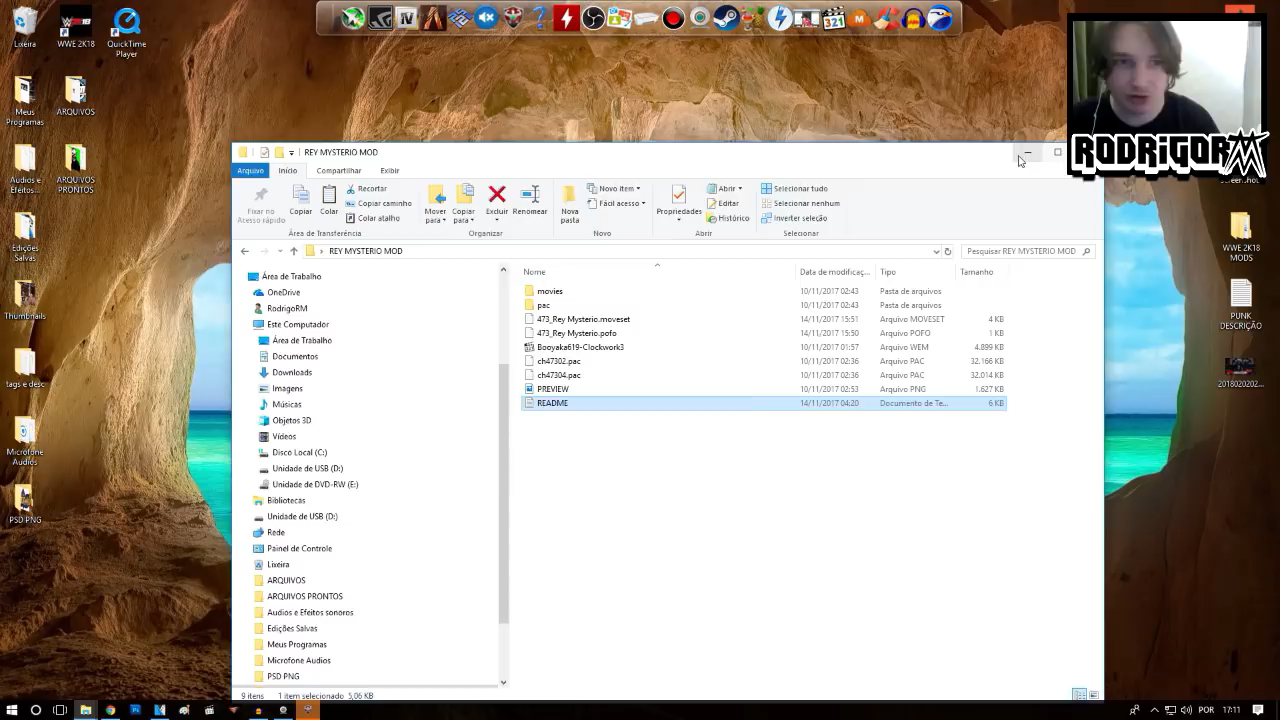 Lixeira
WWE 2K18
QuickTime
Player
Meus
Programas
ARQUIVOS
Audios e
Efeitos...
ARQUIVOS
PRONTOS
Edições
Salvas
Thumbnails
tags e desc
Microfone
Audios
PSD PNG
RODRIGORM
WWE 2K18
MODS
PUNK
DESCRIÇÃO
2018020202...
REY MYSTERIO MOD
Arquivo Início Compartilhar Exibir
Fixar no
Acesso rápido
Copiar
Colar
Recortar
Copiar caminho
Colar atalho
Área de Transferência
Mover
para
Copiar
para
Excluir
Renomear
Organizar
Nova
pasta
Novo item
Fácil acesso
Novo
Propriedades
Abrir
Editar
Histórico
Abrir
Selecionar tudo
Selecionar nenhum
Inverter seleção
Selecionar
REY MYSTERIO MOD
Pesquisar REY MYSTERIO MOD
Área de Trabalho
OneDrive
RodrigoRM
Este Computador
Área de Trabalho
Documentos
Downloads
Imagens
Músicas
Objetos 3D
Vídeos
Disco Local (C:)
Unidade de USB (D:)
Unidade de DVD-RW (E:)
Bibliotecas
Unidade de USB (D:)
Rede
Painel de Controle
Lixeira
ARQUIVOS
ARQUIVOS PRONTOS
Audios e Efeitos sonoros
Edições Salvas
Meus Programas
Microfone Audios
PSD PNG
Nome Data de modificaç... Tipo Tamanho
movies 10/11/2017 02:43 Pasta de arquivos
pac 10/11/2017 02:43 Pasta de arquivos
473_Rey Mysterio.moveset 14/11/2017 15:51 Arquivo MOVESET 4 KB
473_Rey Mysterio.pofo 14/11/2017 15:50 Arquivo POFO 1 KB
Booyaka619-Clockwork3 10/11/2017 01:57 Arquivo WEM 4.899 KB
ch47302.pac 10/11/2017 02:36 Arquivo PAC 32.166 KB
ch47304.pac 10/11/2017 02:36 Arquivo PAC 32.014 KB
PREVIEW 10/11/2017 02:53 Arquivo PNG 1.627 KB
README 14/11/2017 04:20 Documento de Te... 6 KB
9 itens 1 item selecionado 5,06 KB
POR 17:11